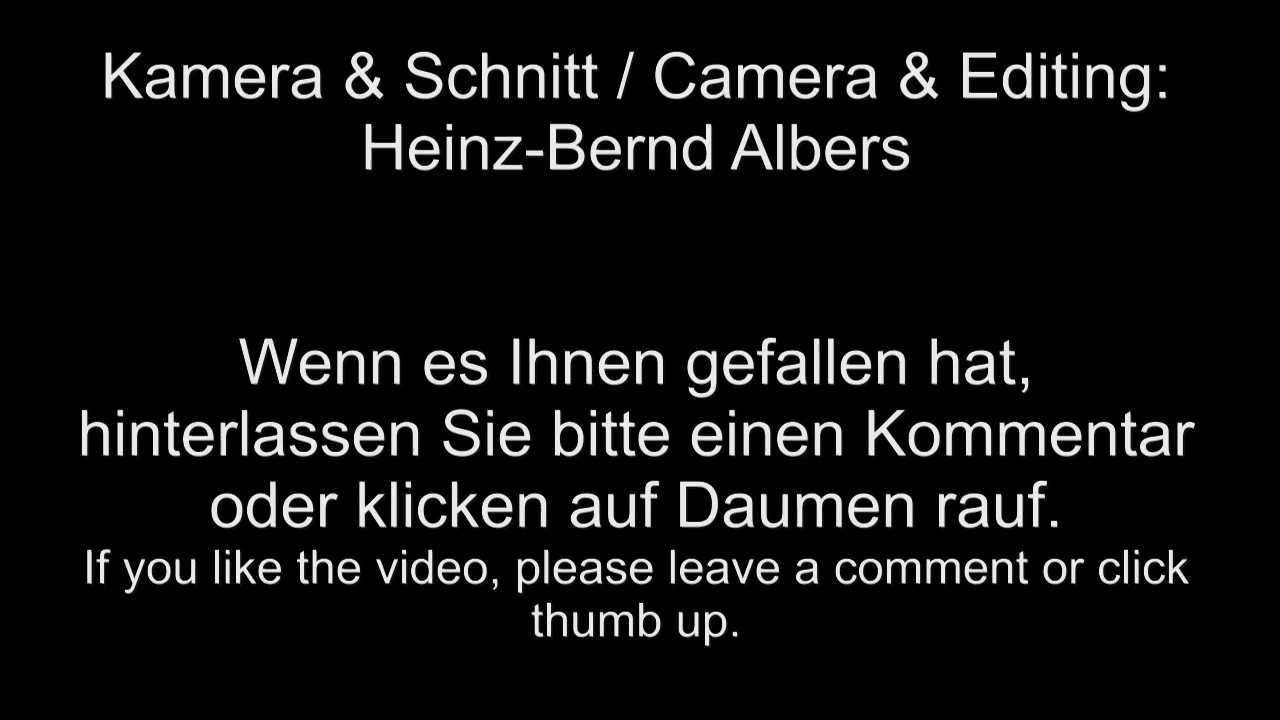 Kamera & Schnitt / Camera & Editing:
Heinz-Bernd Albers
Wenn es Ihnen gefallen hat,
hinterlassen Sie bitte einen Kommentar
oder klicken auf Daumen rauf.
If you like the video, please leave a comment or click
thumb up.